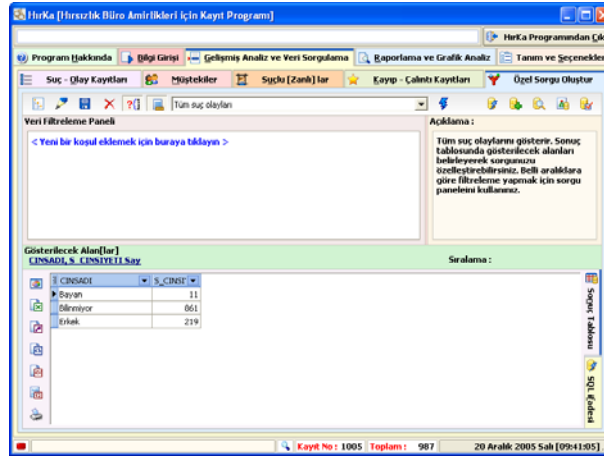 HırKa [Hırsızlık Büro Amirlikleri İçin Kayıt Programı]
HırKa Programından Çık
Program Hakkında Bilgi Girişi Gelişmiş Analiz ve Veri Sorgulama Raporlama ve Grafik Analiz Tanım ve Seçenekler
Suç - Olay Kayıtları Müştekiler Suçlu [Zanlı] lar Kayıp - Çalıntı Kayıtları Özel Sorgu Oluştur
Tüm suç olayları
Veri Filtreleme Paneli
< Yeni bir koşul eklemek için buraya tıklayın >
Açıklama :
Tüm suç olaylarını gösterir. Sonuç
tablosunda gösterilecek alanları
belirleyerek sorgunuzu
özelleştirebilirsiniz. Belli aralıklara
göre filtreleme yapmak için sorgu
panelini kullanınız.
Gösterilecek Alan[lar]
CINSADI, S_CINSIYETI Say
Sıralama :
CINSADI S_CINSI
Bayan 11
Bilinmiyor 861
Erkek 219
Sonuç Tablosu
SQL ifadesi
Kayıt No : 1005 Toplam : 987 20 Aralık 2005 Salı [09:41:05]